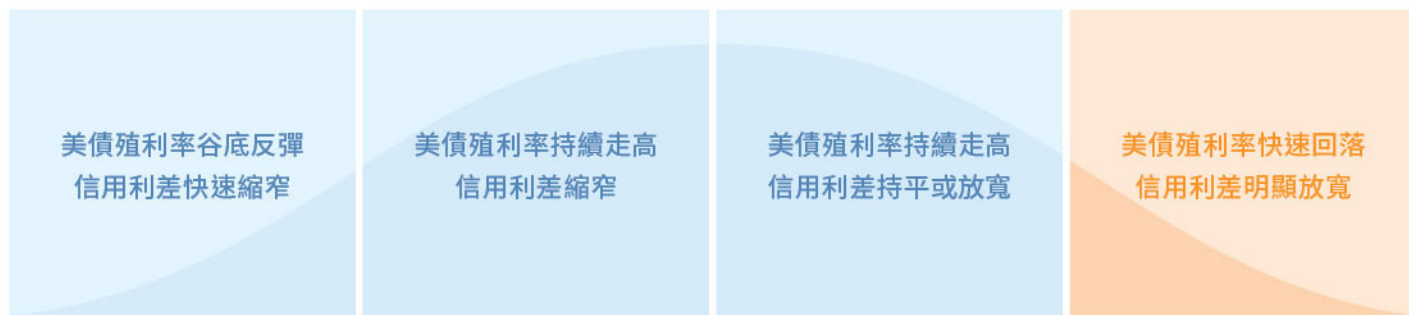 美債殖利率谷底反彈
信用利差快速縮窄
美債殖利率持續走高
信用利差縮窄
美債殖利率持續走高
信用利差持平或放寬
美債殖利率快速回落
信用利差明顯放寬